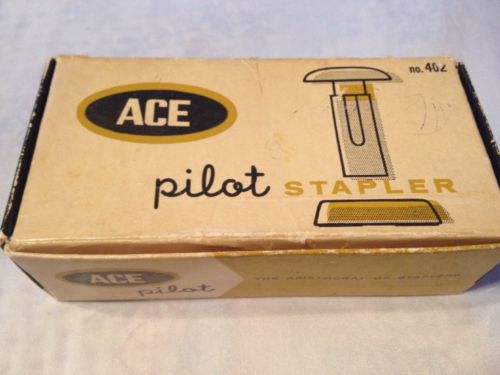 ACE
no. 402
pilot STAPLER
ACE
pilot
THE ARISTOCRAT OF STAPLERS